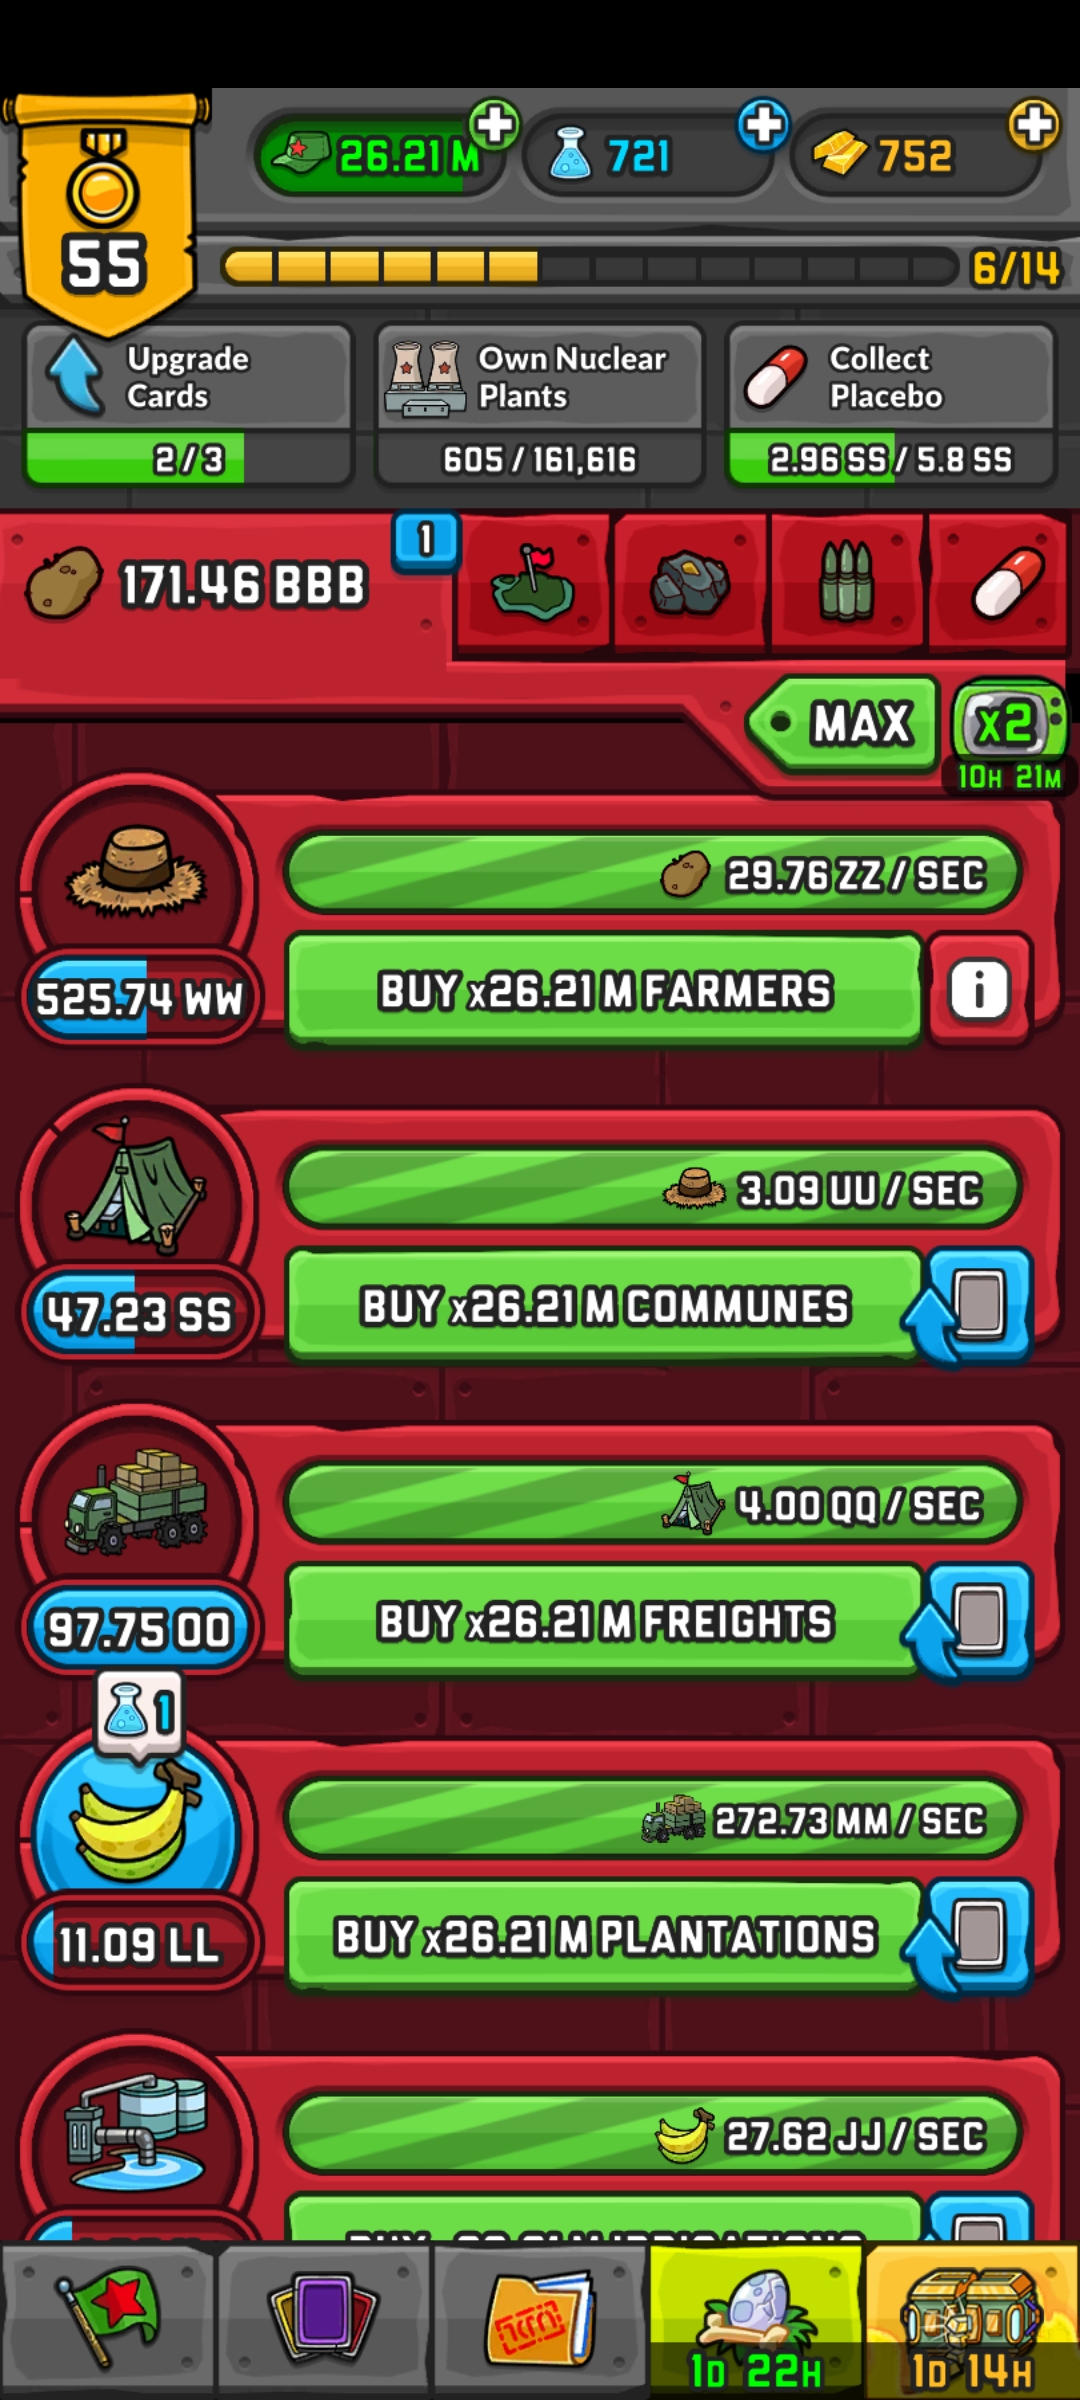 55
26.21 M
721
752
6/14
Upgrade
Cards
2/3
Own Nuclear
Plants
605/161,616
Collect
Placebo
2.96 SS/5.8 SS
171.46 BBB
1
MAX
x2
10H 21M
29.76 ZZ/SEC
525.74 WW
BUY x26.21 M FARMERS
i
3.09 UU/SEC
47.23 SS
BUY x26.21 M COMMUNES
4.00 QQ/SEC
97.75 OO
BUY x26.21 M FREIGHTS
1
272.73 MM/SEC
11.09 LL
BUY x26.21 M PLANTATIONS
27.62 JJ/SEC
1D 22H
1D 14H